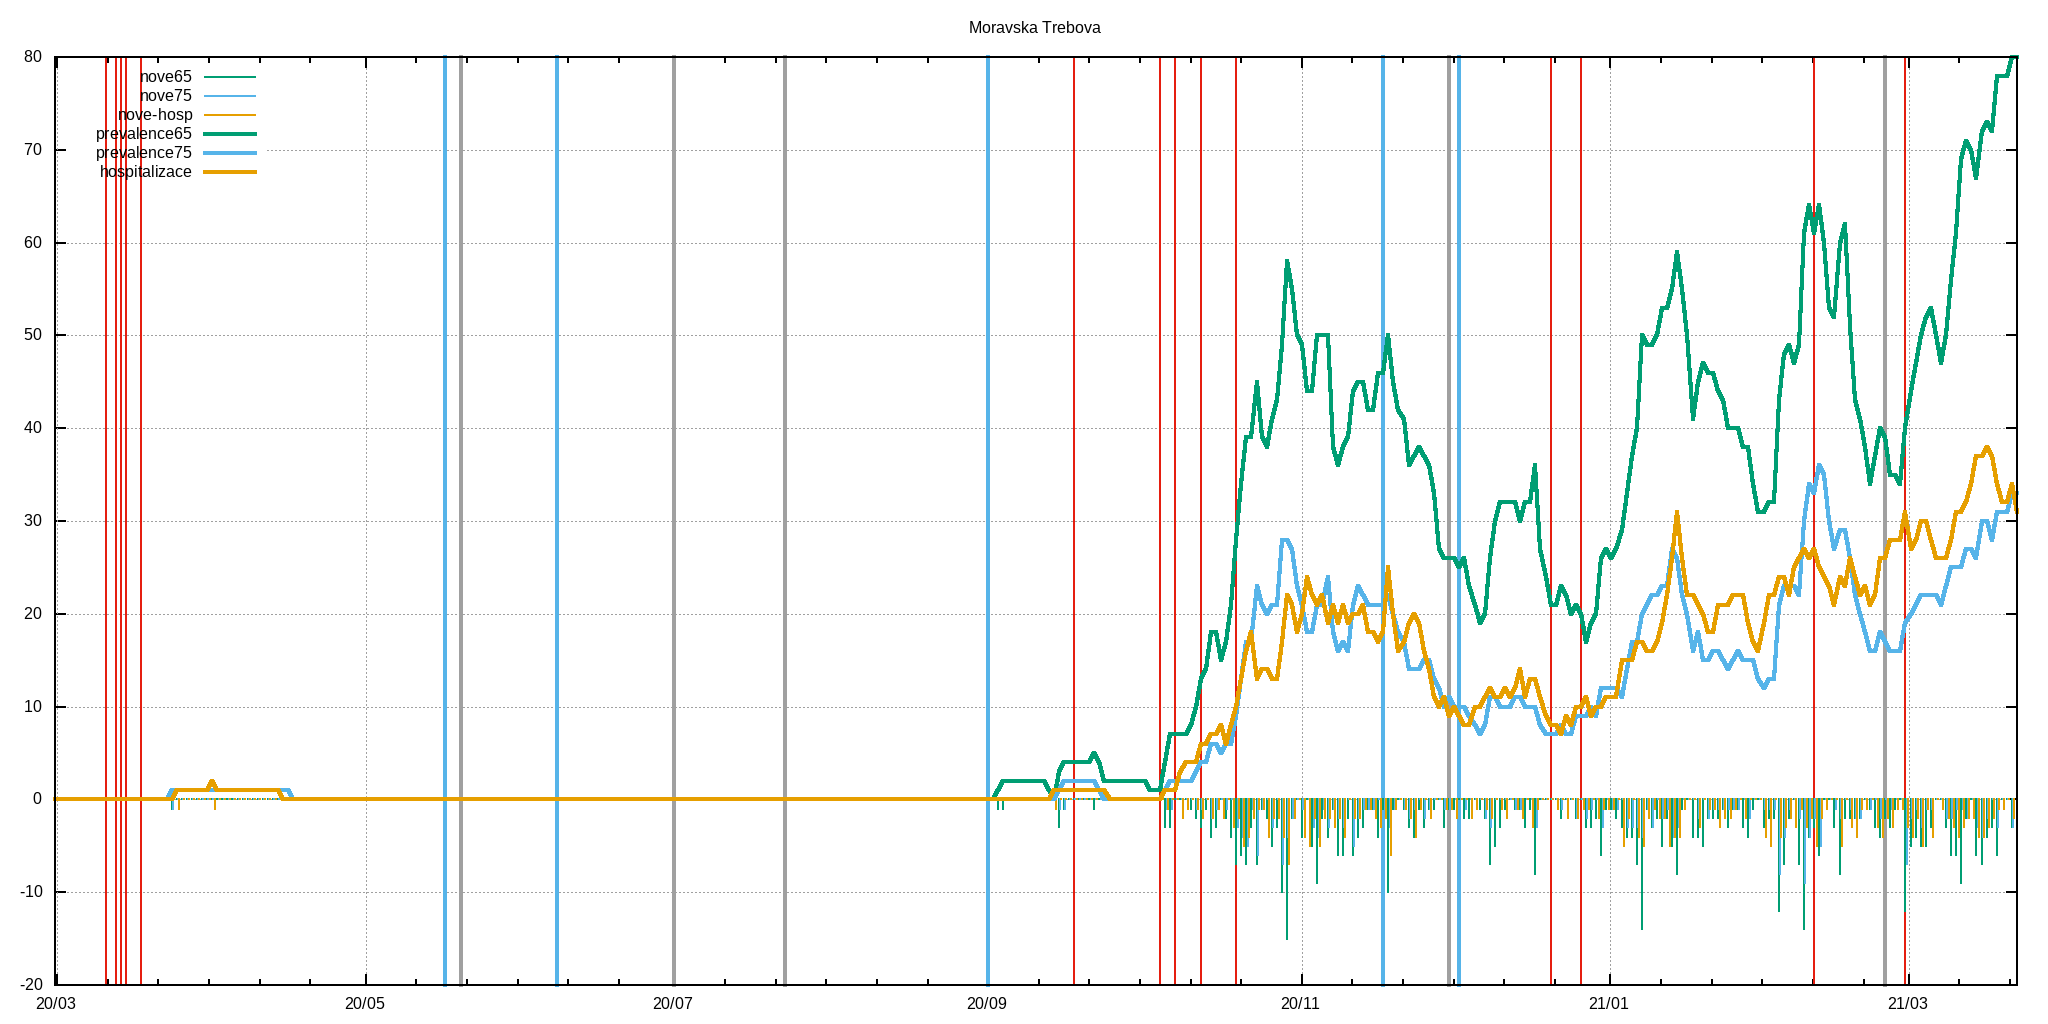 Moravska Trebova
80
70
60
50
40
30
20
10
0
-10
-20
nove65
nove75
nove-hosp
prevalence65
prevalence75
hospitalizace
20/03 20/05 20/07 20/09 20/11 21/01 21/03